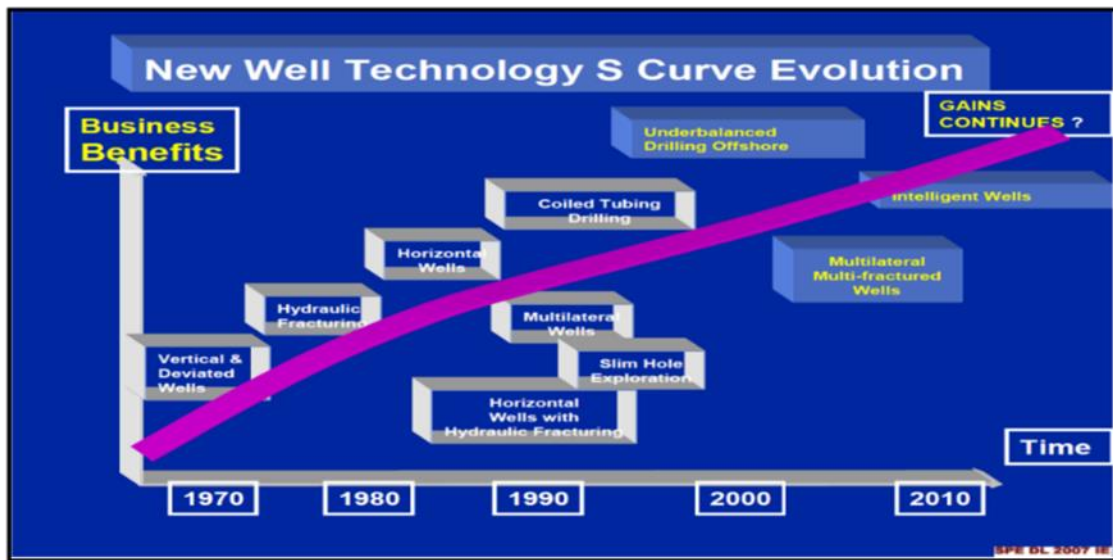 New Well Technology S Curve Evolution
Business
Benefits
GAINS
CONTINUES ?
Underbalanced
Drilling Offshore
Intelligent Wells
Coiled Tubing
Drilling
Horizontal
Wells
Multilateral
Multi-fractured
Wells
Hydraulic
Fracturing
Multilateral
Wells
Vertical &
Deviated
Wells
Slim Hole
Exploration
Horizontal
Wells with
Hydraulic Fracturing
Time
1970
1980
1990
2000
2010
SPE DL 2007 IE